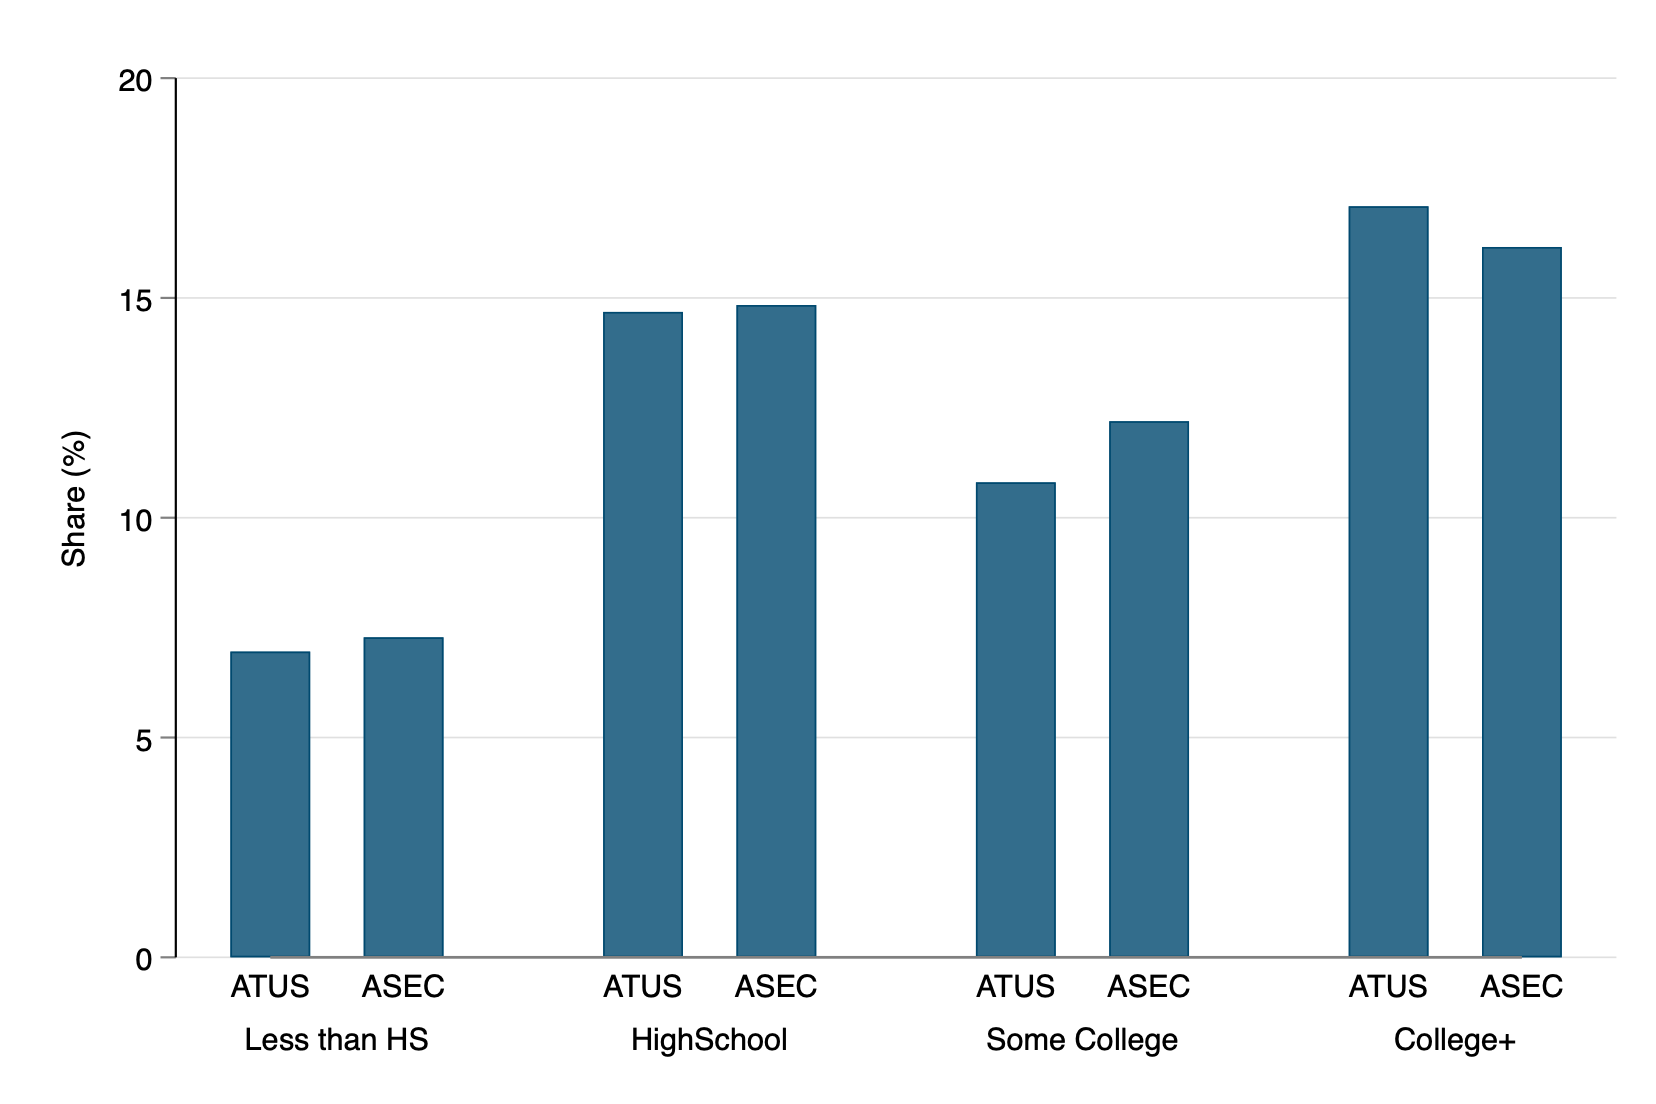 Share (%)
20
15
10
5
0
ATUS ASEC ATUS ASEC ATUS ASEC ATUS ASEC
Less than HS HighSchool Some College College+